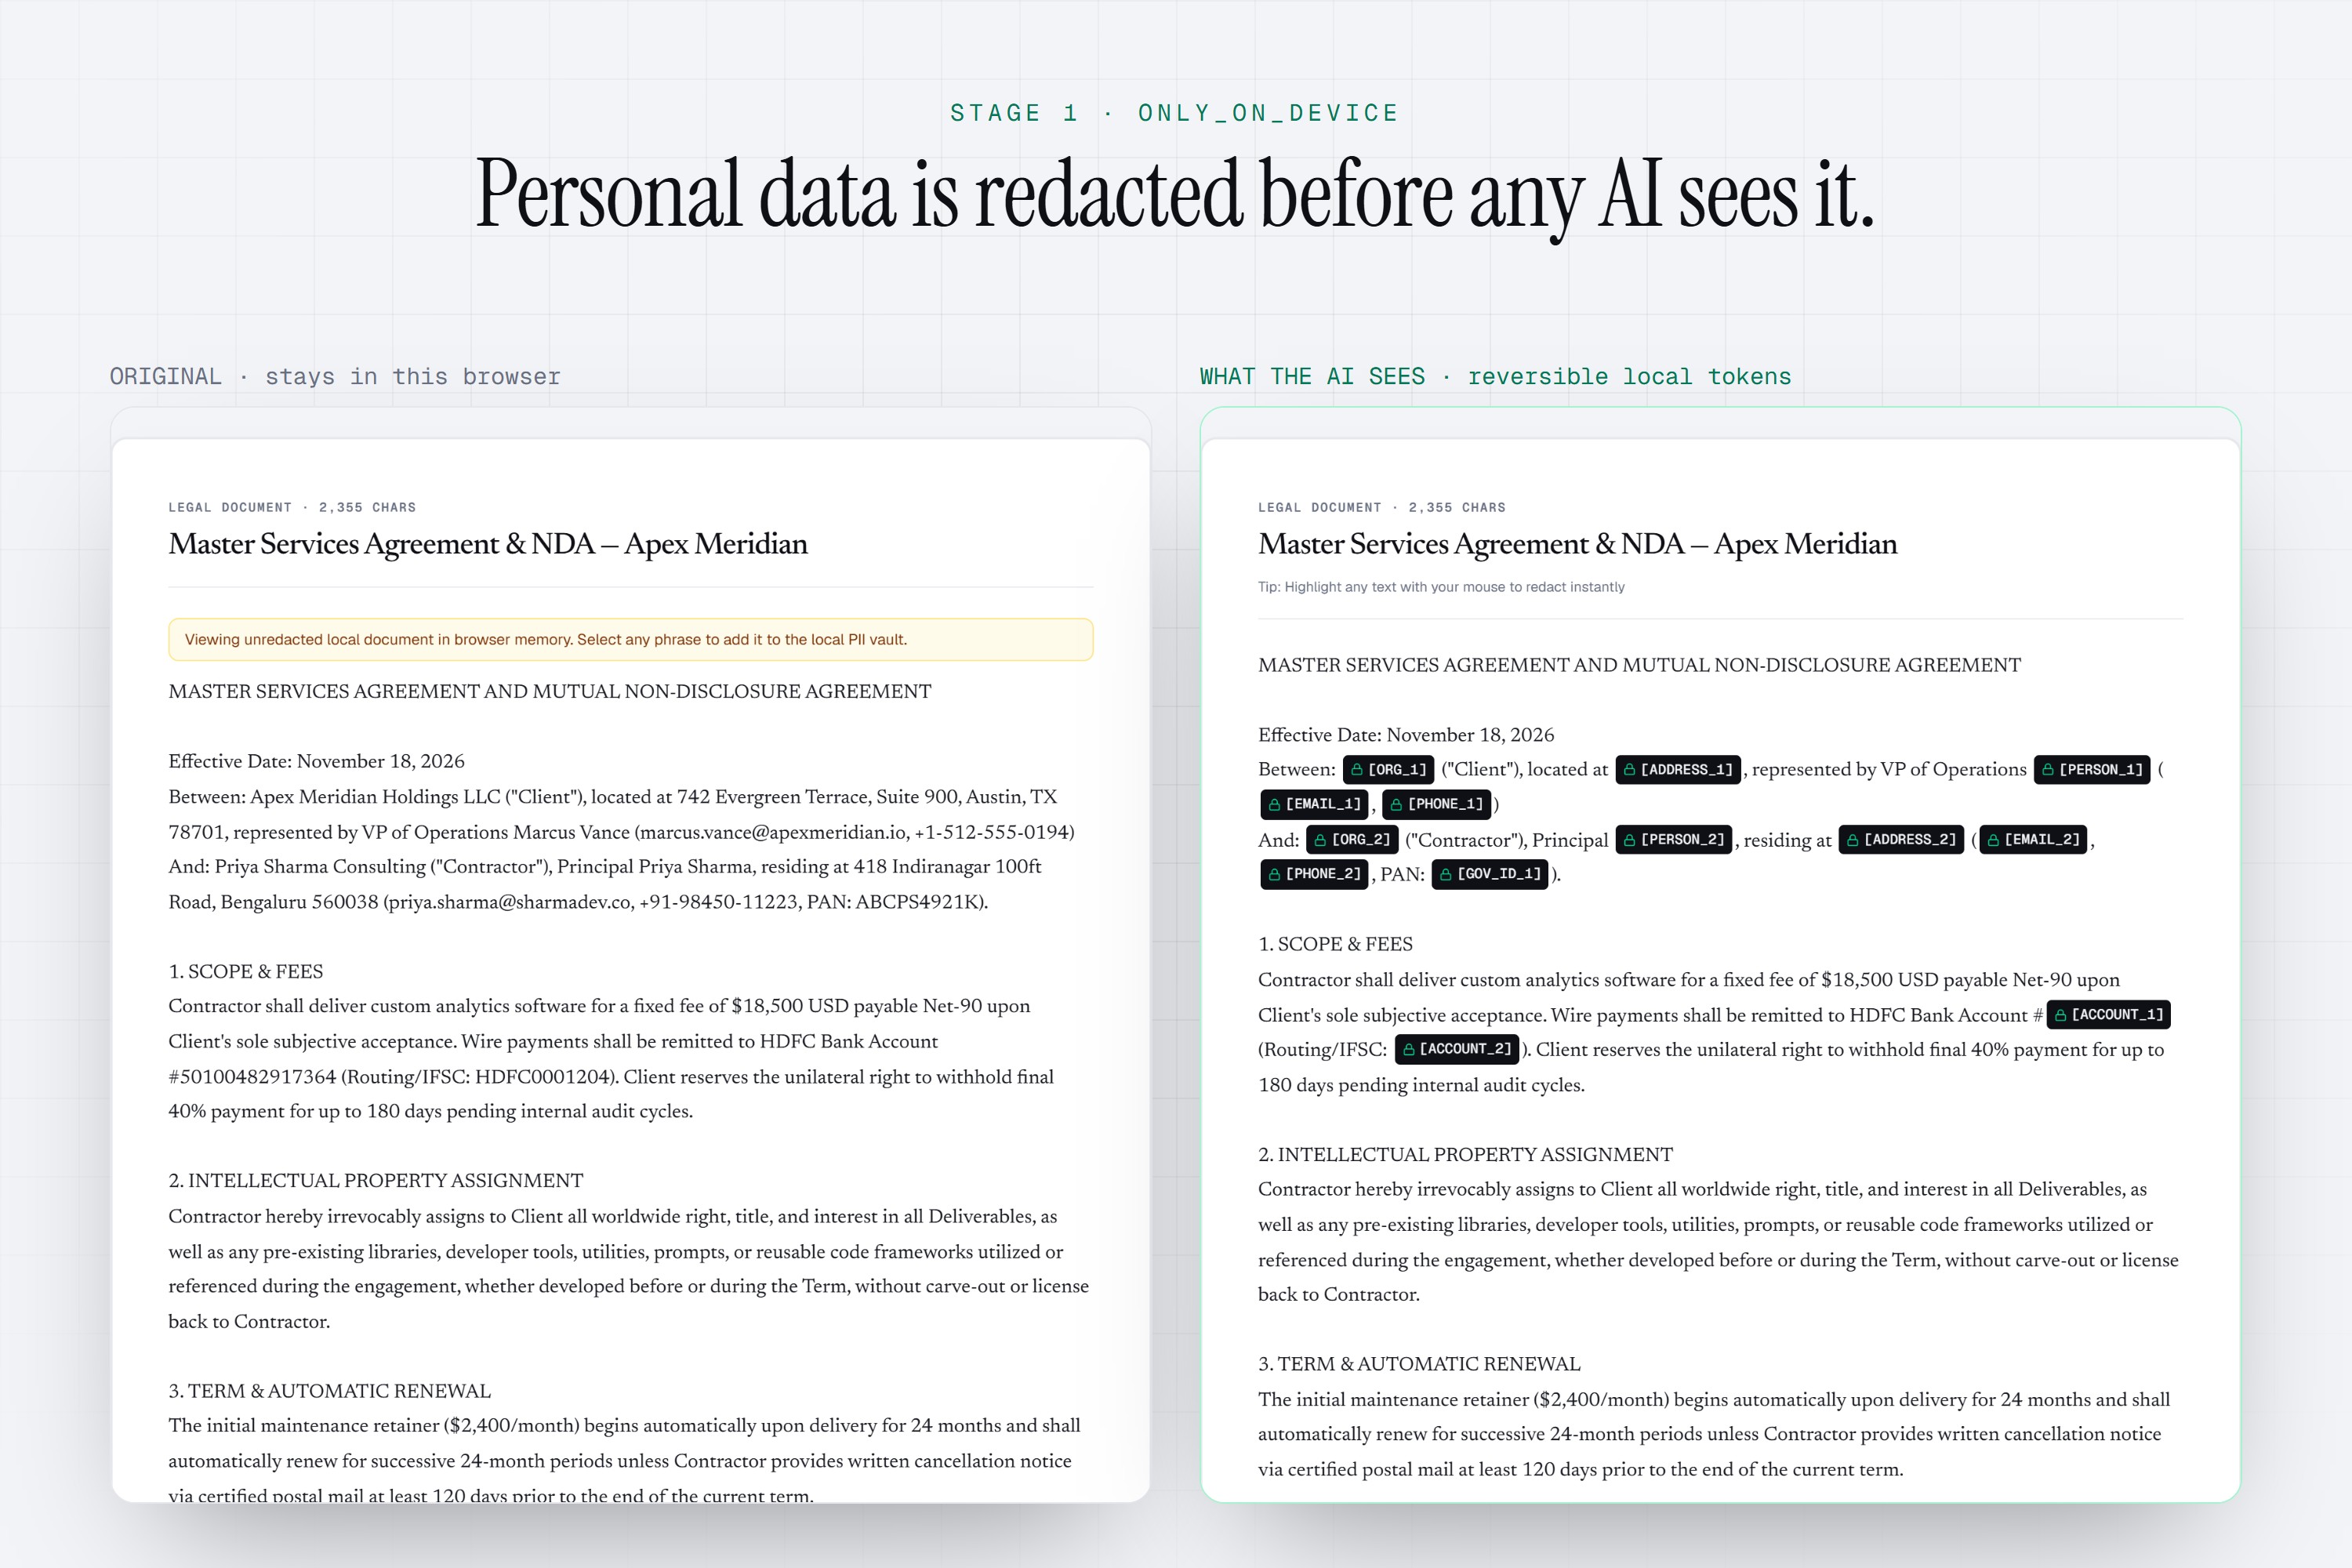 STAGE 1 · ONLY_ON_DEVICE
Personal data is redacted before any AI sees it.
ORIGINAL · stays in this browser
LEGAL DOCUMENT · 2,355 CHARS
Master Services Agreement & NDA — Apex Meridian
Viewing unredacted local document in browser memory. Select any phrase to add it to the local PII vault.
MASTER SERVICES AGREEMENT AND MUTUAL NON-DISCLOSURE AGREEMENT
Effective Date: November 18, 2026
Between: Apex Meridian Holdings LLC ("Client"), located at 742 Evergreen Terrace, Suite 900, Austin, TX
78701, represented by VP of Operations Marcus Vance (marcus.vance@apexmeridian.io, +1-512-555-0194)
And: Priya Sharma Consulting ("Contractor"), Principal Priya Sharma, residing at 418 Indiranagar 100ft
Road, Bengaluru 560038 (priya.sharma@sharmadev.co, +91-98450-11223, PAN: ABCPS4921K).
1. SCOPE & FEES
Contractor shall deliver custom analytics software for a fixed fee of $18,500 USD payable Net-90 upon
Client's sole subjective acceptance. Wire payments shall be remitted to HDFC Bank Account
#50100482917364 (Routing/IFSC: HDFC0001204). Client reserves the unilateral right to withhold final
40% payment for up to 180 days pending internal audit cycles.
2. INTELLECTUAL PROPERTY ASSIGNMENT
Contractor hereby irrevocably assigns to Client all worldwide right, title, and interest in all Deliverables, as
well as any pre-existing libraries, developer tools, utilities, prompts, or reusable code frameworks utilized or
referenced during the engagement, whether developed before or during the Term, without carve-out or license
back to Contractor.
3. TERM & AUTOMATIC RENEWAL
The initial maintenance retainer ($2,400/month) begins automatically upon delivery for 24 months and shall
automatically renew for successive 24-month periods unless Contractor provides written cancellation notice
via certified postal mail at least 120 days prior to the end of the current term.
WHAT THE AI SEES · reversible local tokens
LEGAL DOCUMENT · 2,355 CHARS
Master Services Agreement & NDA — Apex Meridian
Tip: Highlight any text with your mouse to redact instantly
MASTER SERVICES AGREEMENT AND MUTUAL NON-DISCLOSURE AGREEMENT
Effective Date: November 18, 2026
Between: [ORG_1] ("Client"), located at [ADDRESS_1], represented by VP of Operations [PERSON_1] (
[EMAIL_1], [PHONE_1])
And: [ORG_2] ("Contractor"), Principal [PERSON_2], residing at [ADDRESS_2] ([EMAIL_2],
[PHONE_2], PAN: [GOV_ID_1]).
1. SCOPE & FEES
Contractor shall deliver custom analytics software for a fixed fee of $18,500 USD payable Net-90 upon
Client's sole subjective acceptance. Wire payments shall be remitted to HDFC Bank Account #[ACCOUNT_1]
(Routing/IFSC: [ACCOUNT_2]). Client reserves the unilateral right to withhold final 40% payment for up to
180 days pending internal audit cycles.
2. INTELLECTUAL PROPERTY ASSIGNMENT
Contractor hereby irrevocably assigns to Client all worldwide right, title, and interest in all Deliverables, as
well as any pre-existing libraries, developer tools, utilities, prompts, or reusable code frameworks utilized or
referenced during the engagement, whether developed before or during the Term, without carve-out or license
back to Contractor.
3. TERM & AUTOMATIC RENEWAL
The initial maintenance retainer ($2,400/month) begins automatically upon delivery for 24 months and shall
automatically renew for successive 24-month periods unless Contractor provides written cancellation notice
via certified postal mail at least 120 days prior to the end of the current term.